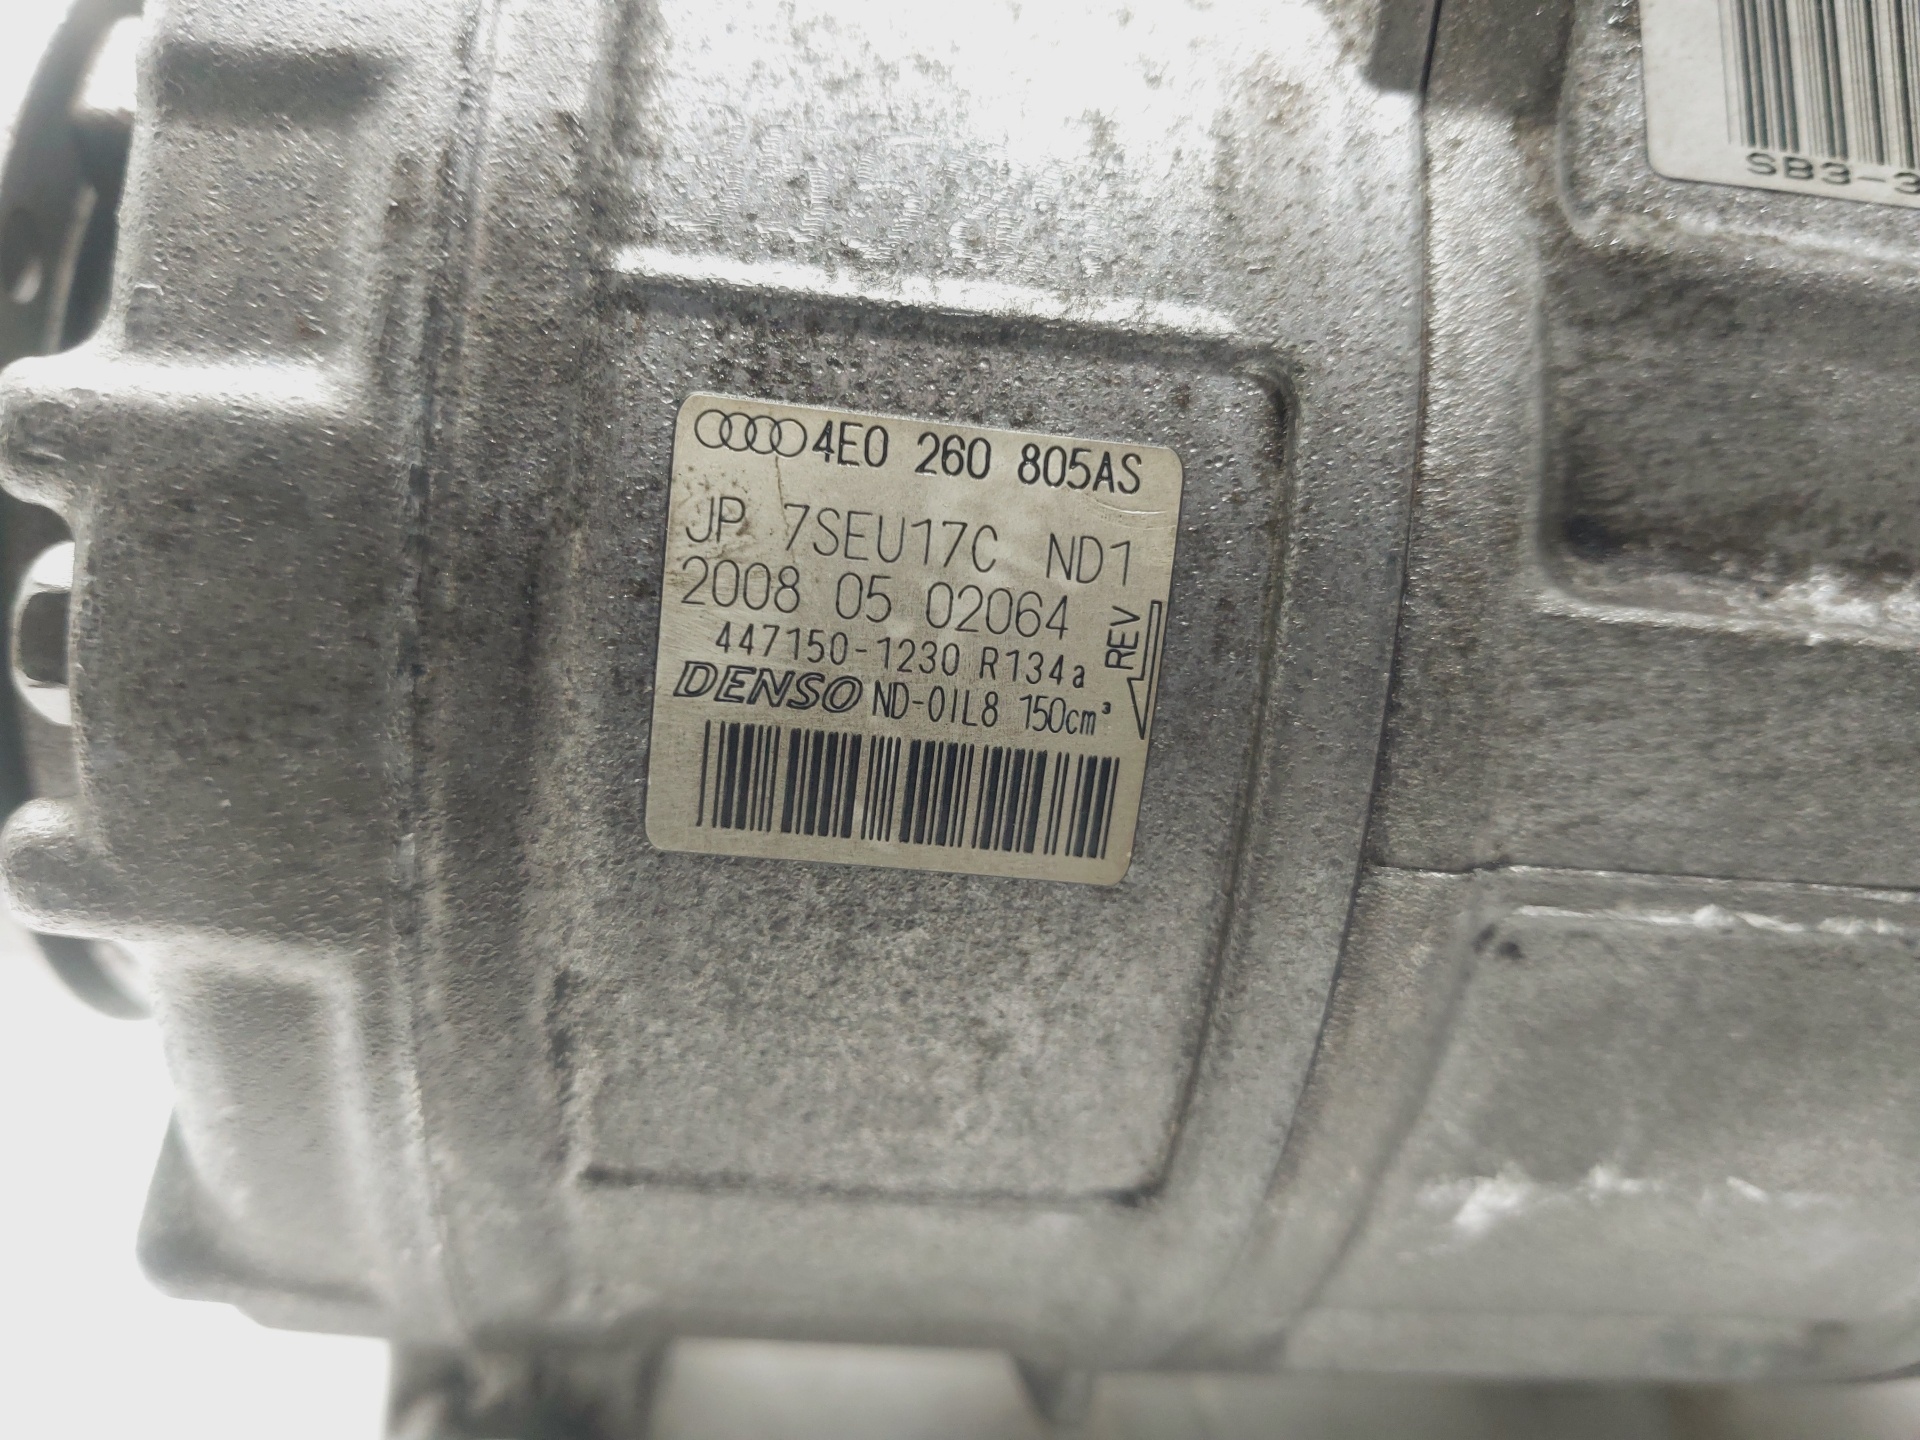 SB3-3
4E0 260 805AS
JP 7SEU17C ND1
2008 05 02064
447150-1230 R134a
REV
DENSO ND-OIL8 150cm³